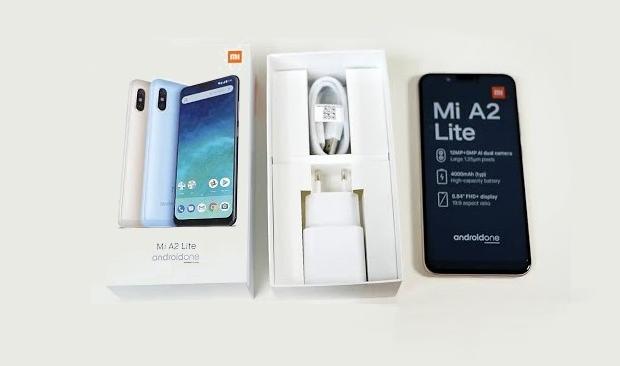 mi
Mi A2 Lite
androidone
mi
Mi A2
Lite
12MP+5MP AI dual camera
Large 1.25μm pixels
4000mAh (typ)
High-capacity battery
5.84" FHD+ display
19:9 aspect ratio
androidone